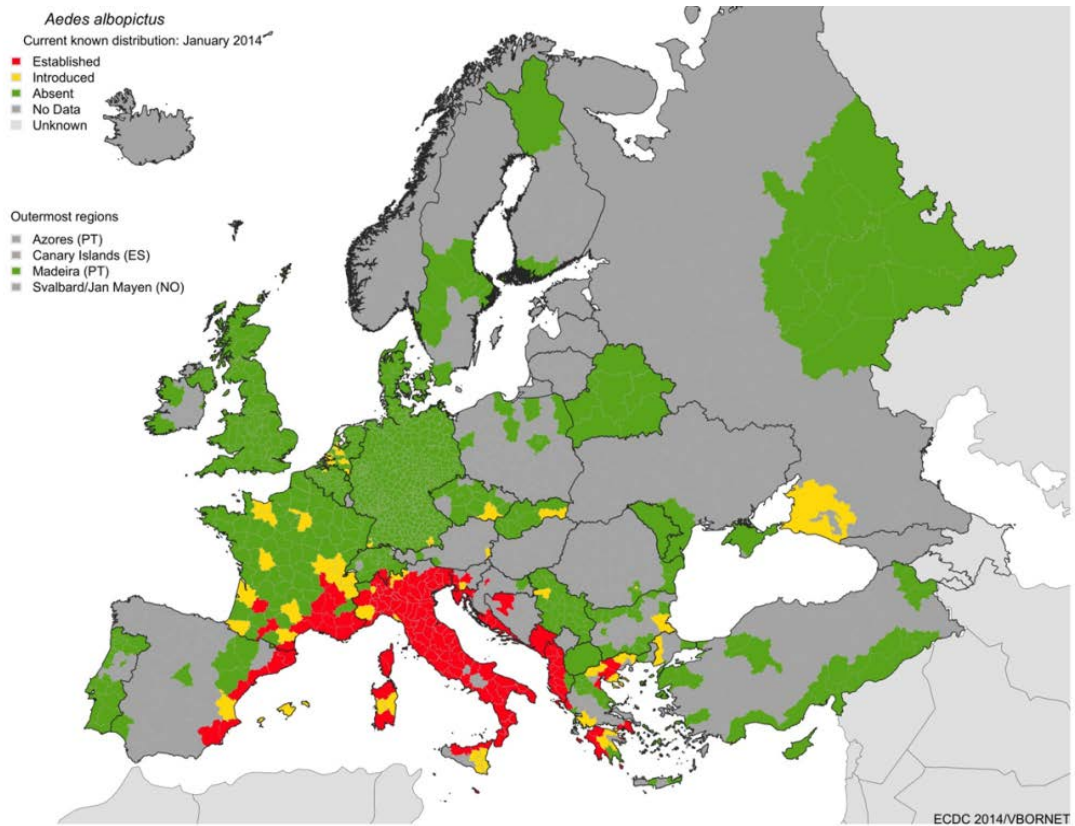 Aedes albopictus
Current known distribution: January 2014
Established
Introduced
Absent
No Data
Unknown
Outermost regions
Azores (PT)
Canary Islands (ES)
Madeira (PT)
Svalbard/Jan Mayen (NO)
ECDC 2014/VBORNET